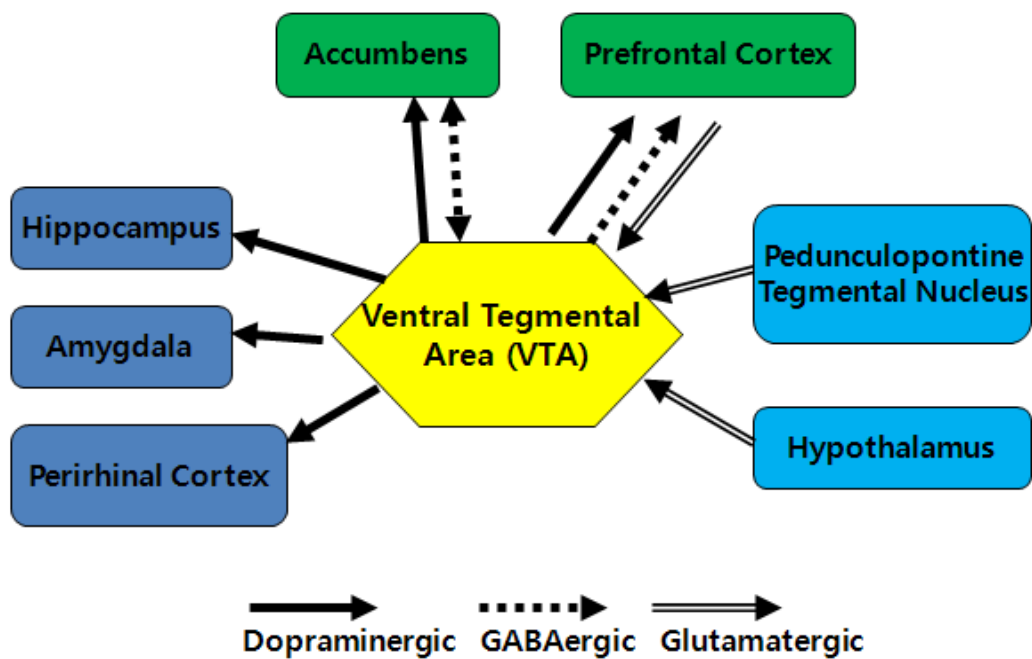 Accumbens
Prefrontal Cortex
Hippocampus
Pedunculopontine
Tegmental Nucleus
Ventral Tegmental
Area (VTA)
Amygdala
Perirhinal Cortex
Hypothalamus
Dopraminergic
GABAergic
Glutamatergic